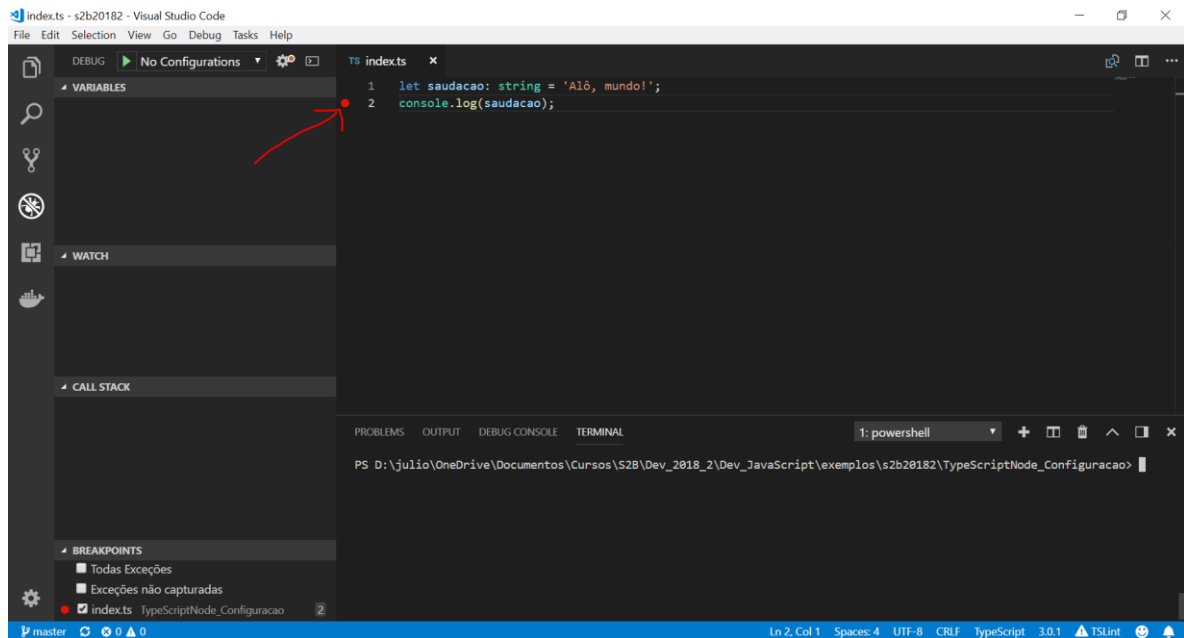 index.ts - s2b20182 - Visual Studio Code
File Edit Selection View Go Debug Tasks Help
DEBUG No Configurations
TS index.ts
VARIABLES
1 let saudacao: string = 'Alô, mundo!';
2 console.log(saudacao);
WATCH
CALL STACK
PROBLEMS OUTPUT DEBUG CONSOLE TERMINAL 1: powershell
PS D:\julio\OneDrive\Documentos\Cursos\S2B\Dev_2018_2\Dev_JavaScript\exemplos\s2b20182\TypeScriptNode_Configuracao>
BREAKPOINTS
Todas Exceções
Exceções não capturadas
index.ts TypeScriptNode_Configuracao 2
master 0 0 Ln 2, Col 1 Spaces: 4 UTF-8 CRLF TypeScript 3.0.1 TSLint